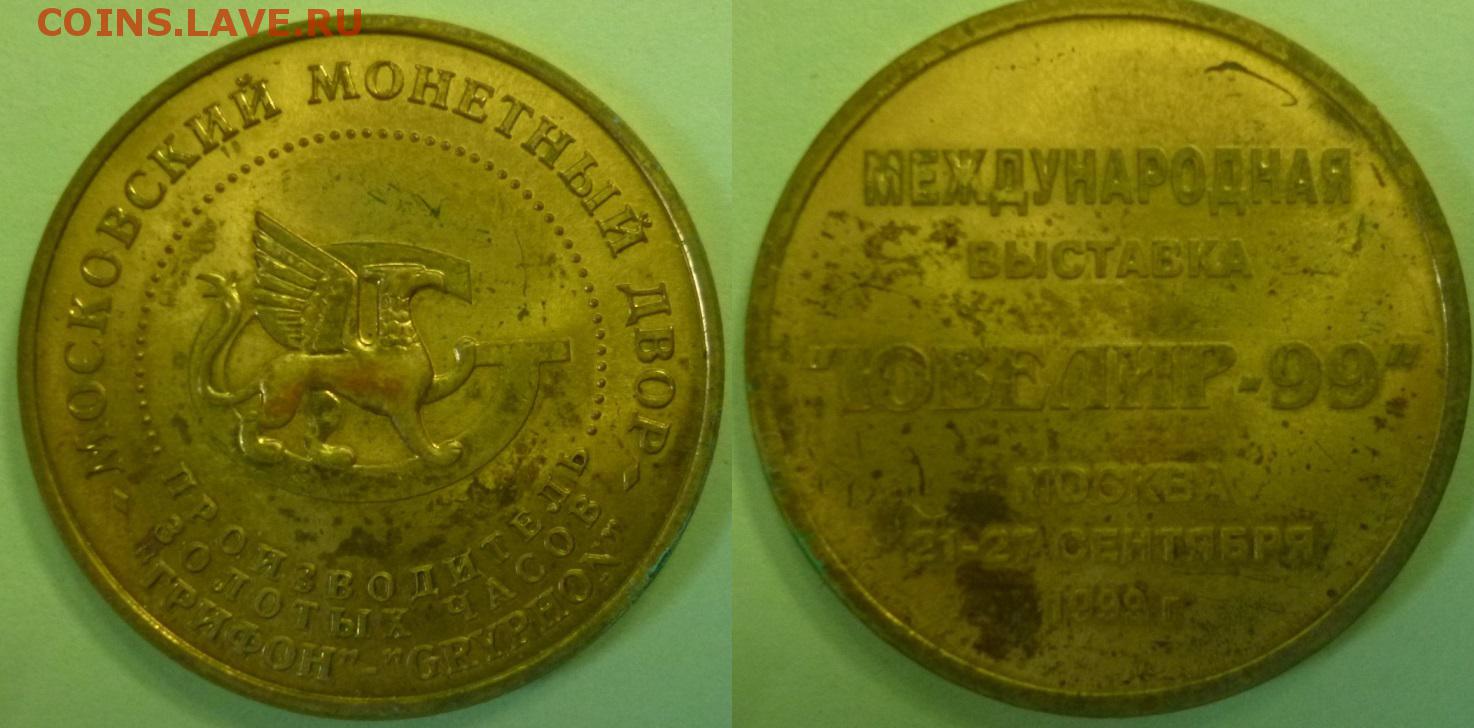 COINS.LAVE.RU
МОСКОВСКИЙ МОНЕТНЫЙ ДВОР
ПРОИЗВОДИТЕЛЬ
ЗОЛОТЫХ ЧАСОВ
"ГРИФОН"-"GRYPHON"
МЕЖДУНАРОДНАЯ
ВЫСТАВКА
"ЮВЕЛИР-99"
МОСКВА
21-27 СЕНТЯБРЯ
1999 г.